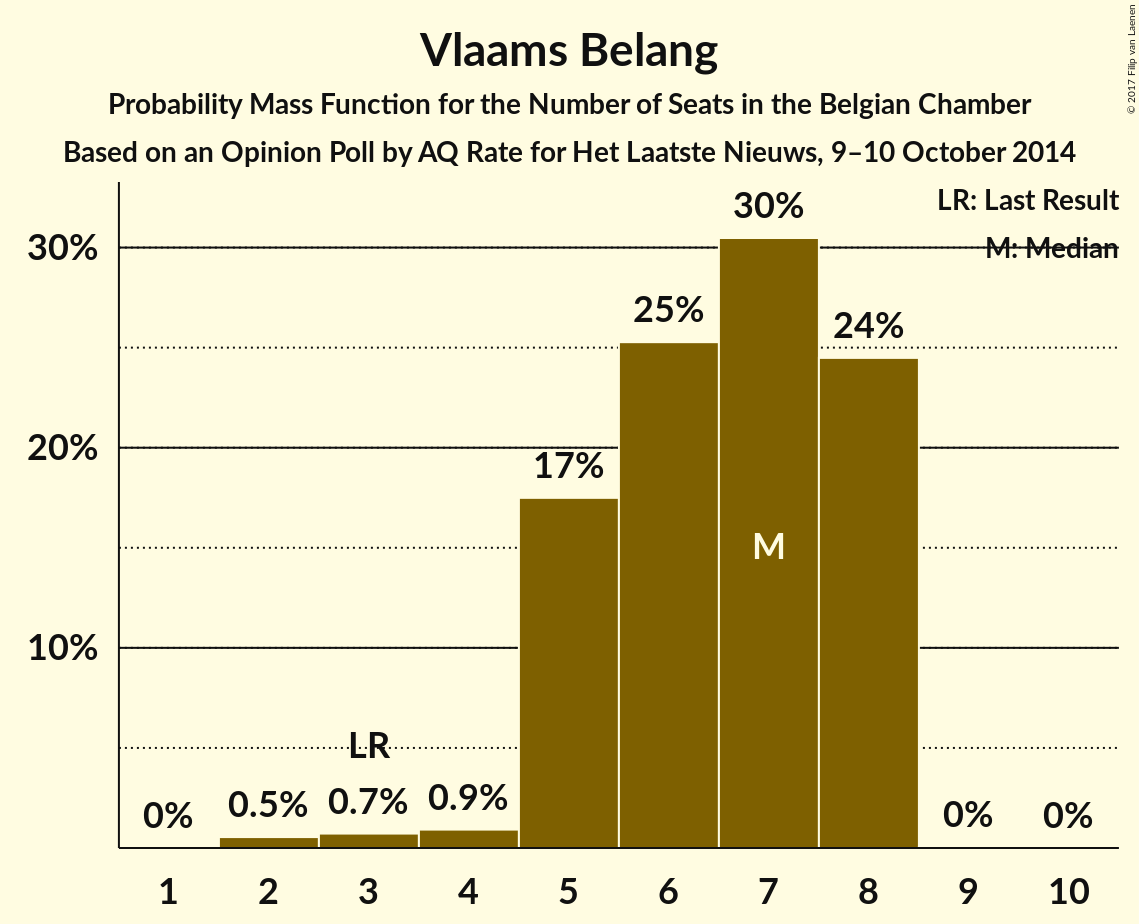 Vlaams Belang
Probability Mass Function for the Number of Seats in the Belgian Chamber
Based on an Opinion Poll by AQ Rate for Het Laatste Nieuws, 9–10 October 2014
© 2017 Filip van Laenen
LR: Last Result
M: Median
30%
20%
10%
0%
0.5%
LR
0.7%
0.9%
17%
25%
30%
M
24%
0%
0%
1 2 3 4 5 6 7 8 9 10